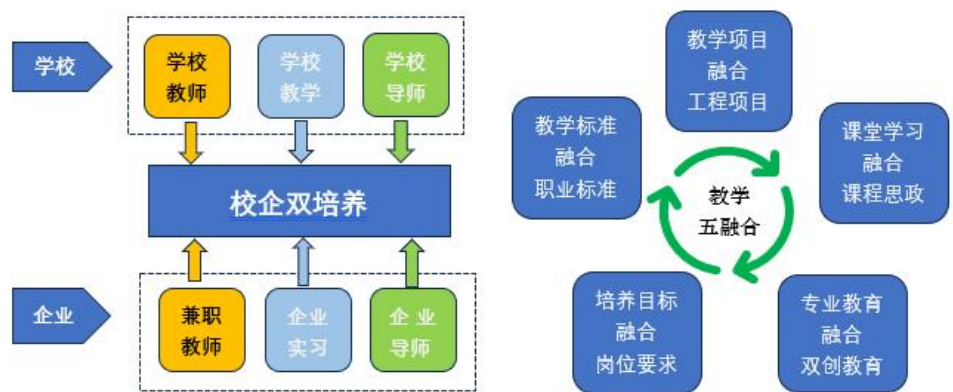 学校
学校
教师
学校
教学
学校
导师
校企双培养
企业
兼职
教师
企业
实习
企 业
导师
教学项目
融合
工程项目
教学标准
融合
职业标准
课堂学习
融合
课程思政
教学
五融合
培养目标
融合
岗位要求
专业教育
融合
双创教育